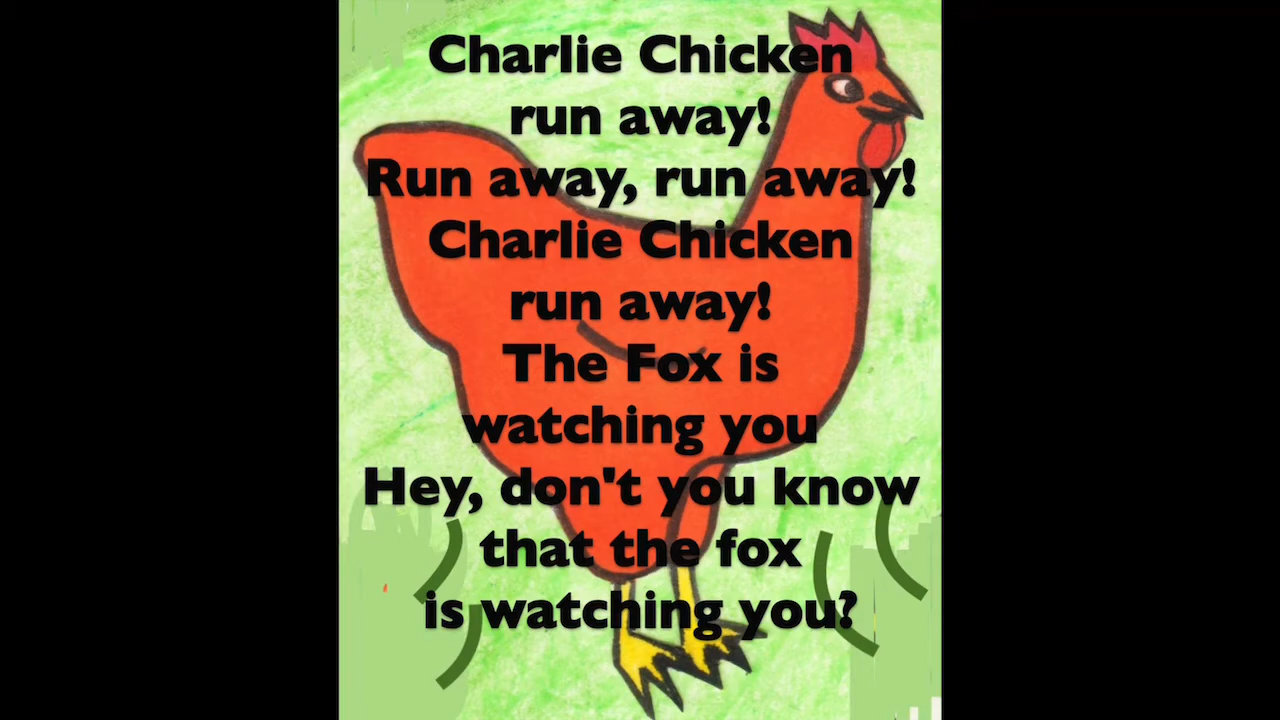 Charlie Chicken
run away!
Run away, run away!
Charlie Chicken
run away!
The Fox is
watching you
Hey, don't you know
that the fox
is watching you?